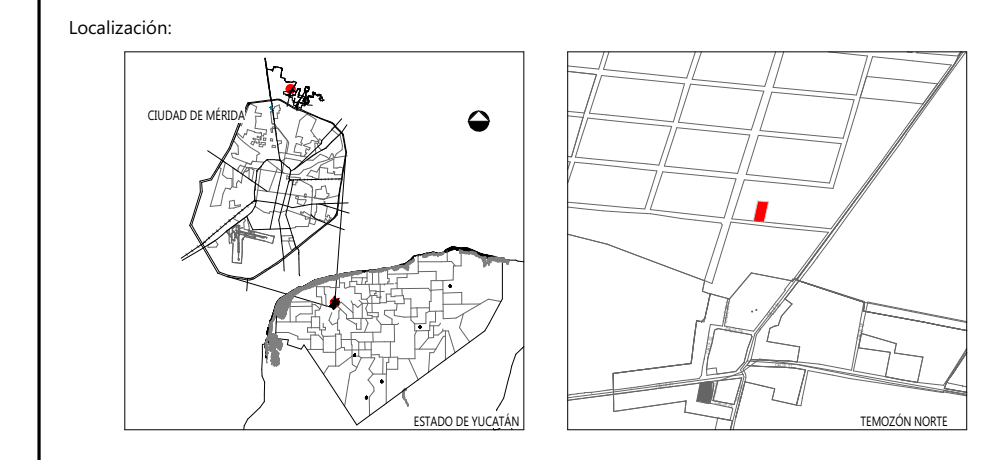 Localización:
CIUDAD DE MÉRIDA
ESTADO DE YUCATÁN
TEMOZÓN NORTE